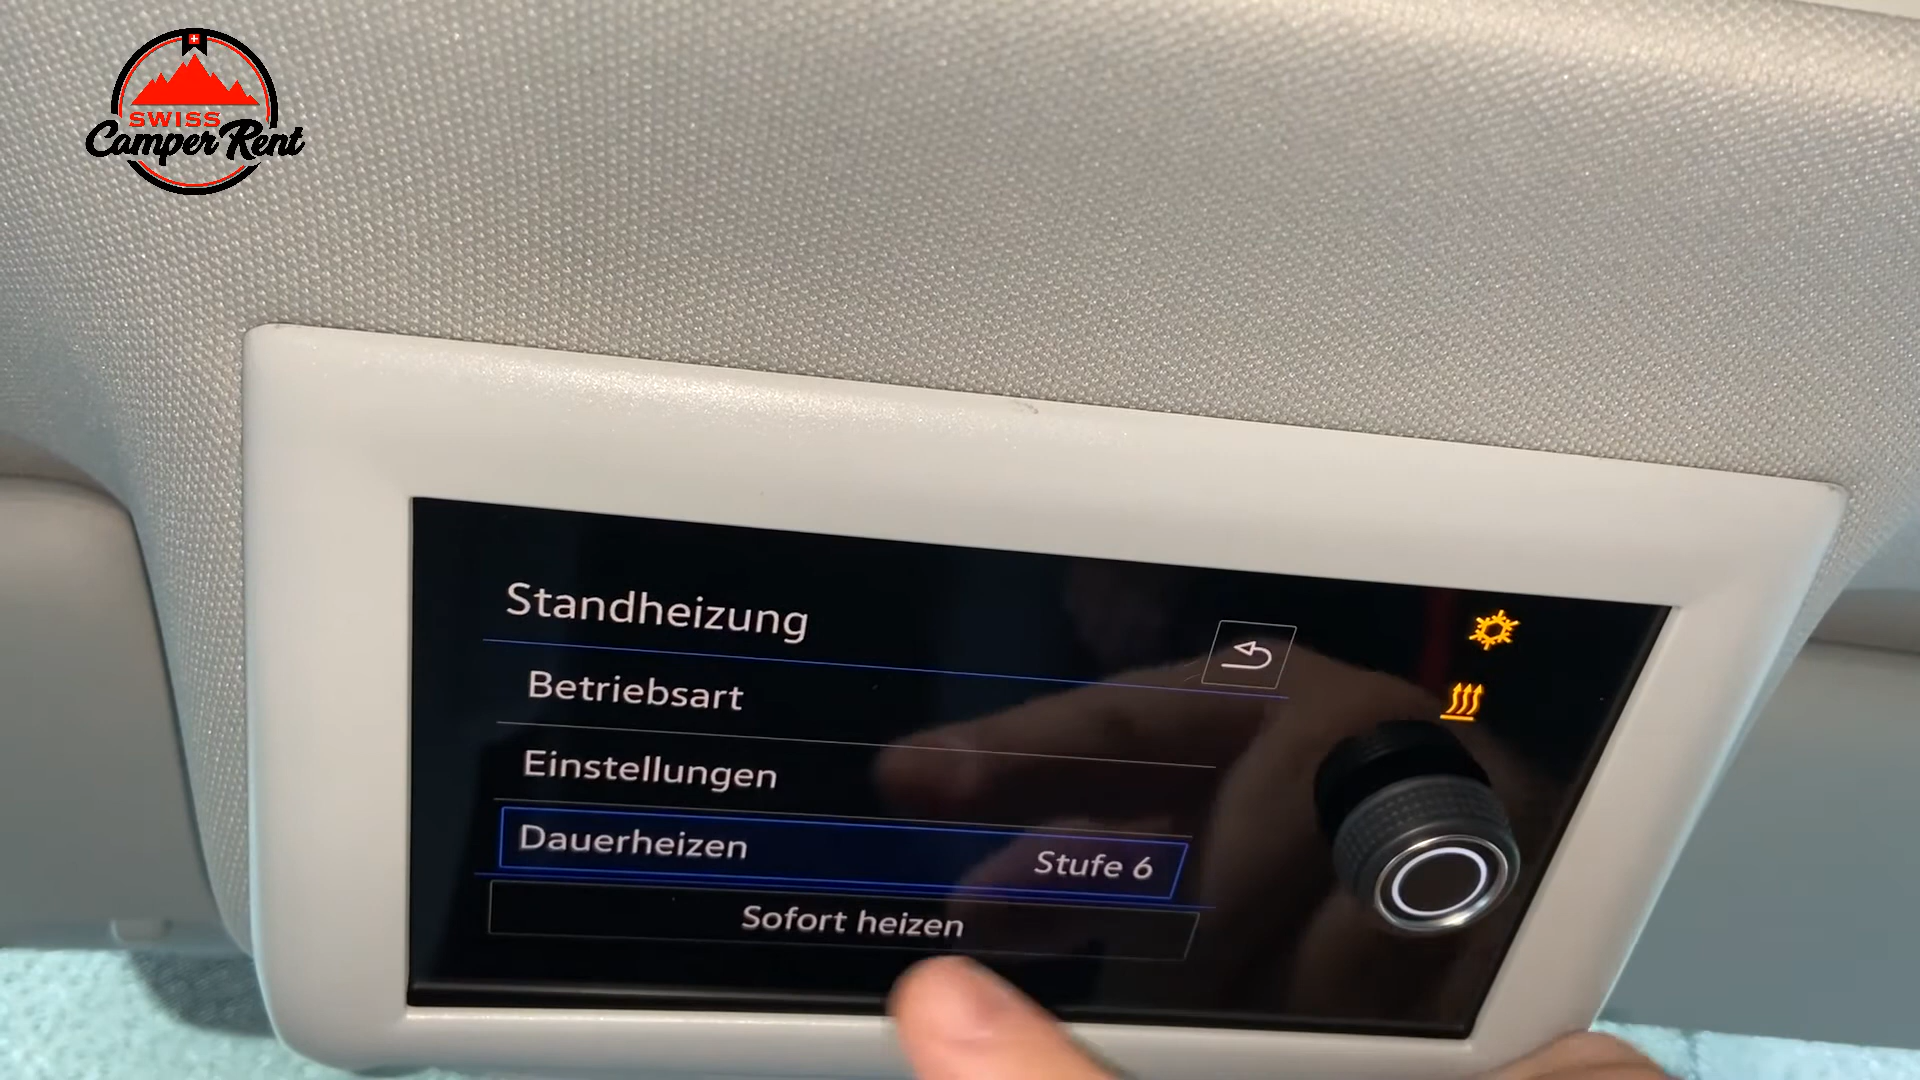 SWISS
Camper Rent
Standheizung
Betriebsart
Einstellungen
Dauerheizen Stufe 6
Sofort heizen